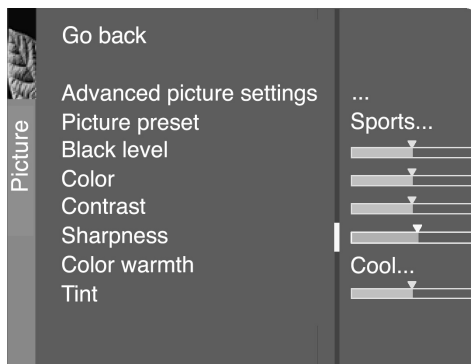 Go back
Advanced picture settings ...
Picture preset Sports...
Black level
Color
Contrast
Sharpness
Color warmth Cool...
Tint
Picture